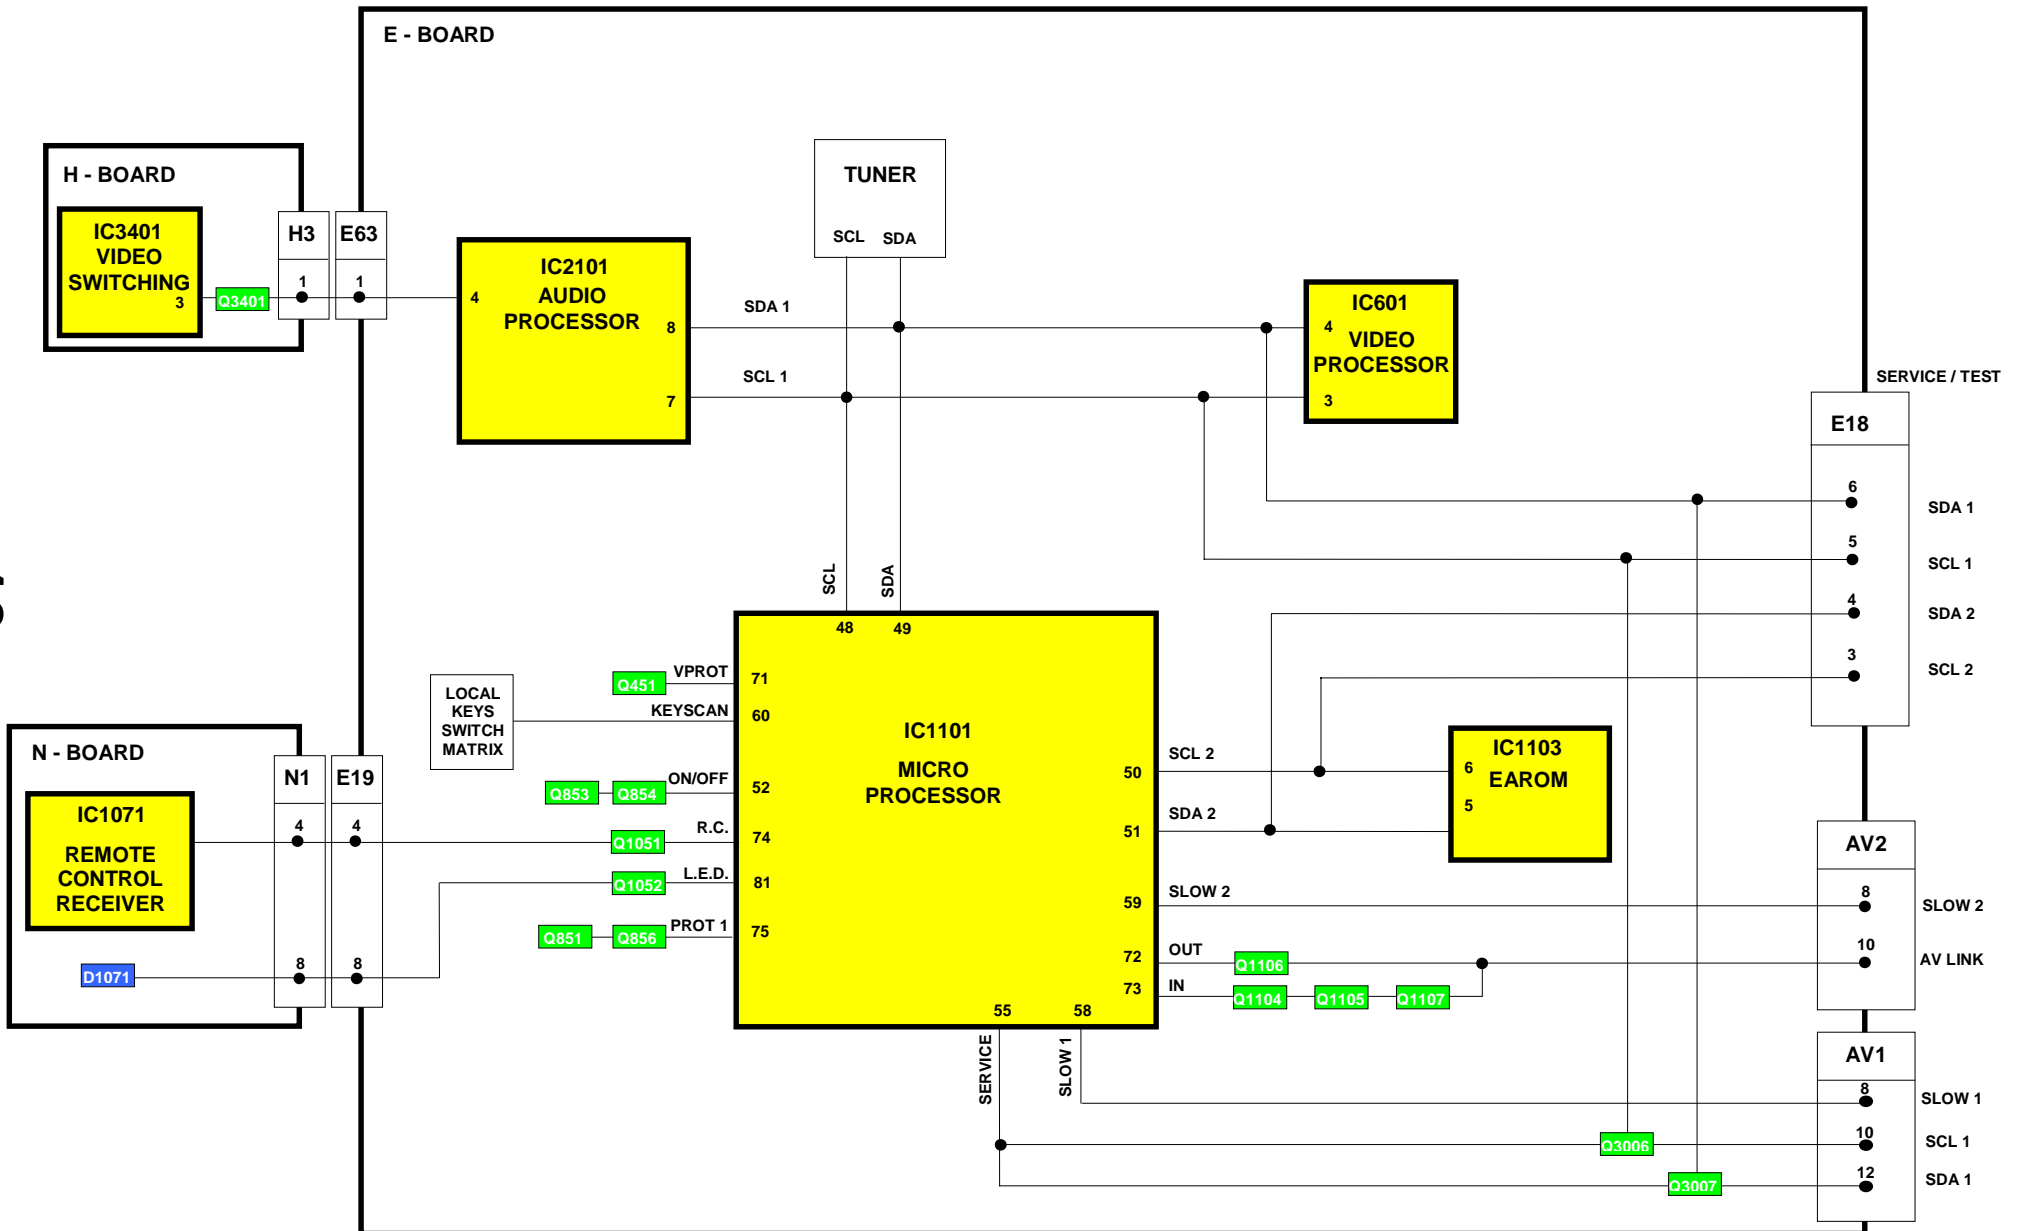 E - BOARD
H - BOARD
IC3401
VIDEO
SWITCHING
3
Q3401
H3
1
E63
1
4
IC2101
AUDIO
PROCESSOR
8
7
SDA 1
SCL 1
TUNER
SCL SDA
IC601
4
VIDEO
PROCESSOR
3
SERVICE / TEST
E18
6
SDA 1
5
SCL 1
4
SDA 2
3
SCL 2
SCL
SDA
48 49
LOCAL
KEYS
SWITCH
MATRIX
Q451
VPROT
71
KEYSCAN
60
Q853
Q854
ON/OFF
52
Q1051
R.C.
74
Q1052
L.E.D.
81
Q851
Q856
PROT 1
75
IC1101
MICRO
PROCESSOR
50
SCL 2
51
SDA 2
59
SLOW 2
72
OUT
73
IN
55 58
SERVICE
SLOW 1
IC1103
6
EAROM
5
Q1106
Q1104
Q1105
Q1107
N - BOARD
IC1071
REMOTE
CONTROL
RECEIVER
D1071
N1
4
8
E19
4
8
AV2
8
SLOW 2
10
AV LINK
AV1
8
SLOW 1
10
SCL 1
12
SDA 1
Q3006
Q3007